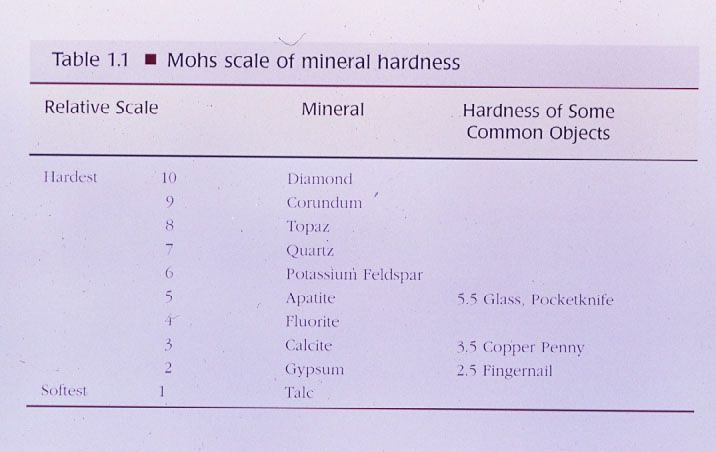 Table 1.1 ■ Mohs scale of mineral hardness
Relative Scale Mineral Hardness of Some
Common Objects
Hardest 10 Diamond
9 Corundum
8 Topaz
7 Quartz
6 Potassium Feldspar
5 Apatite 5.5 Glass, Pocketknife
4 Fluorite
3 Calcite 3.5 Copper Penny
2 Gypsum 2.5 Fingernail
Softest 1 Talc